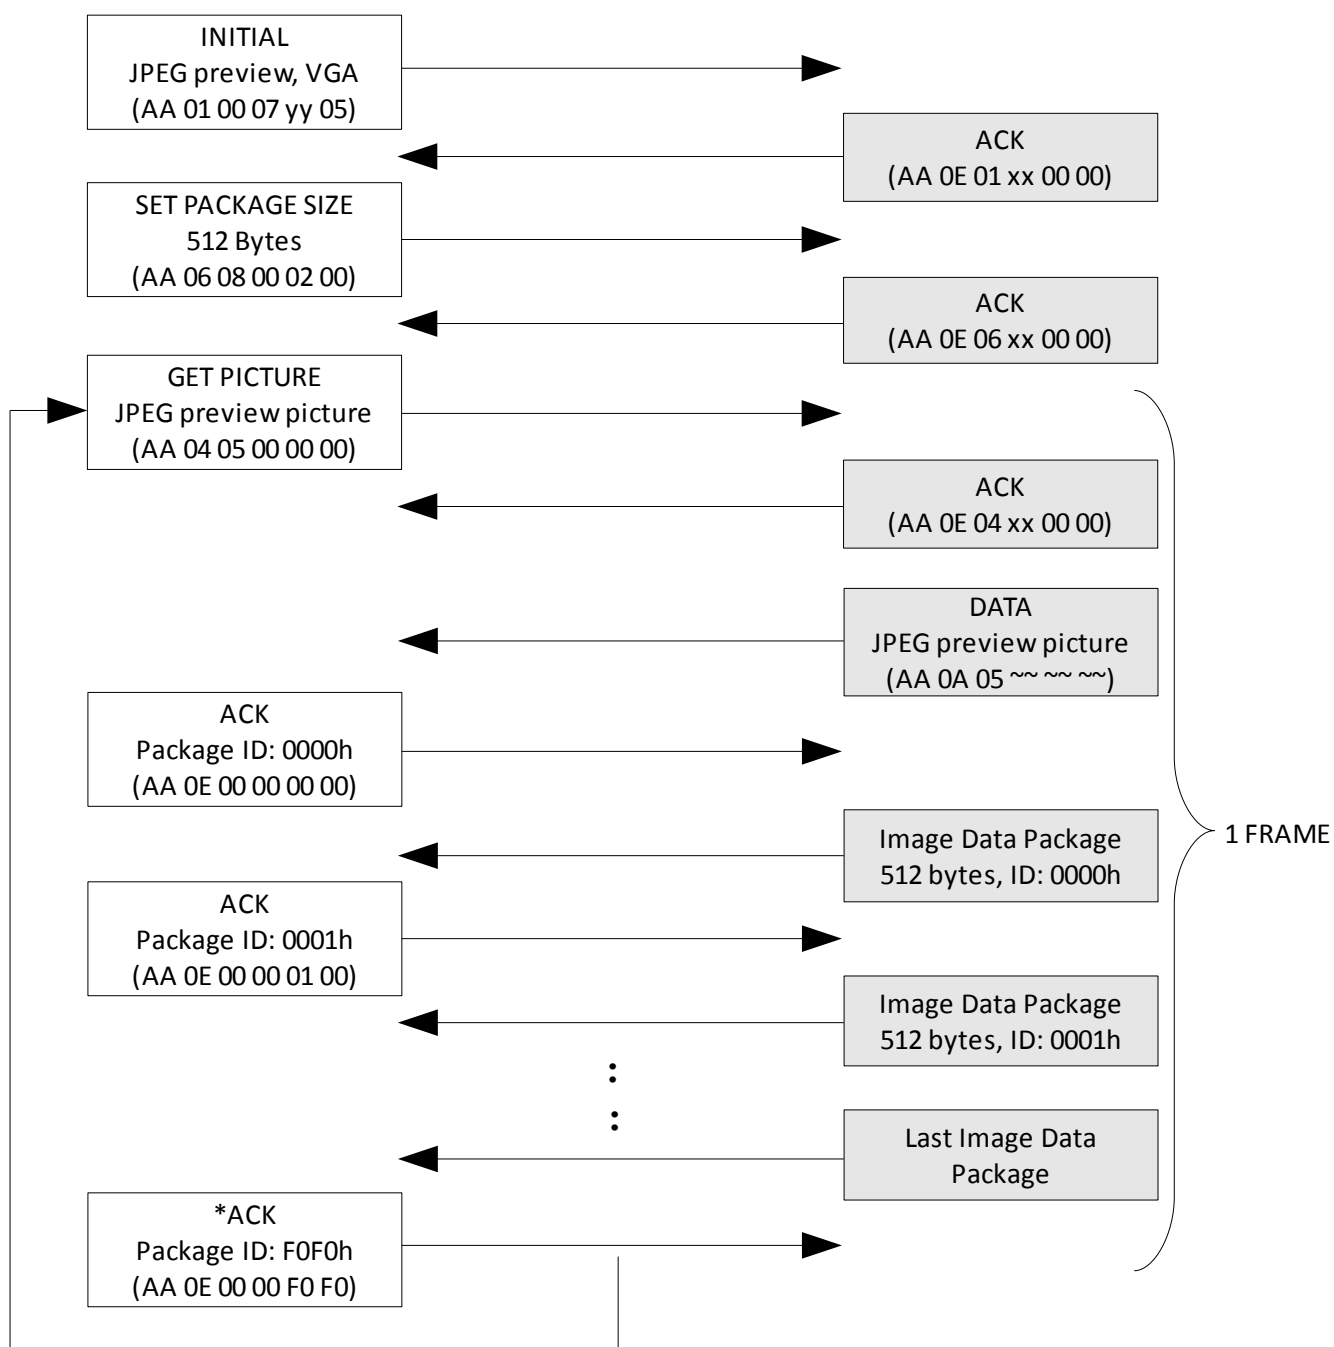 INITIAL
JPEG preview, VGA
(AA 01 00 07 yy 05)
ACK
(AA 0E 01 xx 00 00)
SET PACKAGE SIZE
512 Bytes
(AA 06 08 00 02 00)
ACK
(AA 0E 06 xx 00 00)
GET PICTURE
JPEG preview picture
(AA 04 05 00 00 00)
ACK
(AA 0E 04 xx 00 00)
DATA
JPEG preview picture
(AA 0A 05 ~~ ~~ ~~)
ACK
Package ID: 0000h
(AA 0E 00 00 00 00)
1 FRAME
Image Data Package
512 bytes, ID: 0000h
ACK
Package ID: 0001h
(AA 0E 00 00 01 00)
Image Data Package
512 bytes, ID: 0001h
Last Image Data
Package
*ACK
Package ID: F0F0h
(AA 0E 00 00 F0 F0)